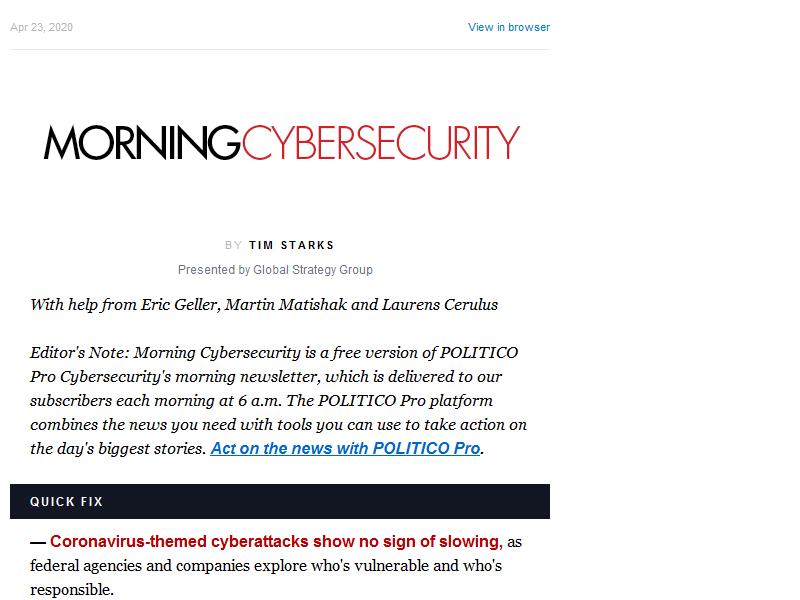 Apr 23, 2020 View in browser
MORNINGCYBERSECURITY
BY TIM STARKS
Presented by Global Strategy Group
With help from Eric Geller, Martin Matishak and Laurens Cerulus
Editor's Note: Morning Cybersecurity is a free version of POLITICO
Pro Cybersecurity's morning newsletter, which is delivered to our
subscribers each morning at 6 a.m. The POLITICO Pro platform
combines the news you need with tools you can use to take action on
the day's biggest stories. Act on the news with POLITICO Pro.
QUICK FIX
— Coronavirus-themed cyberattacks show no sign of slowing, as
federal agencies and companies explore who's vulnerable and who's
responsible.